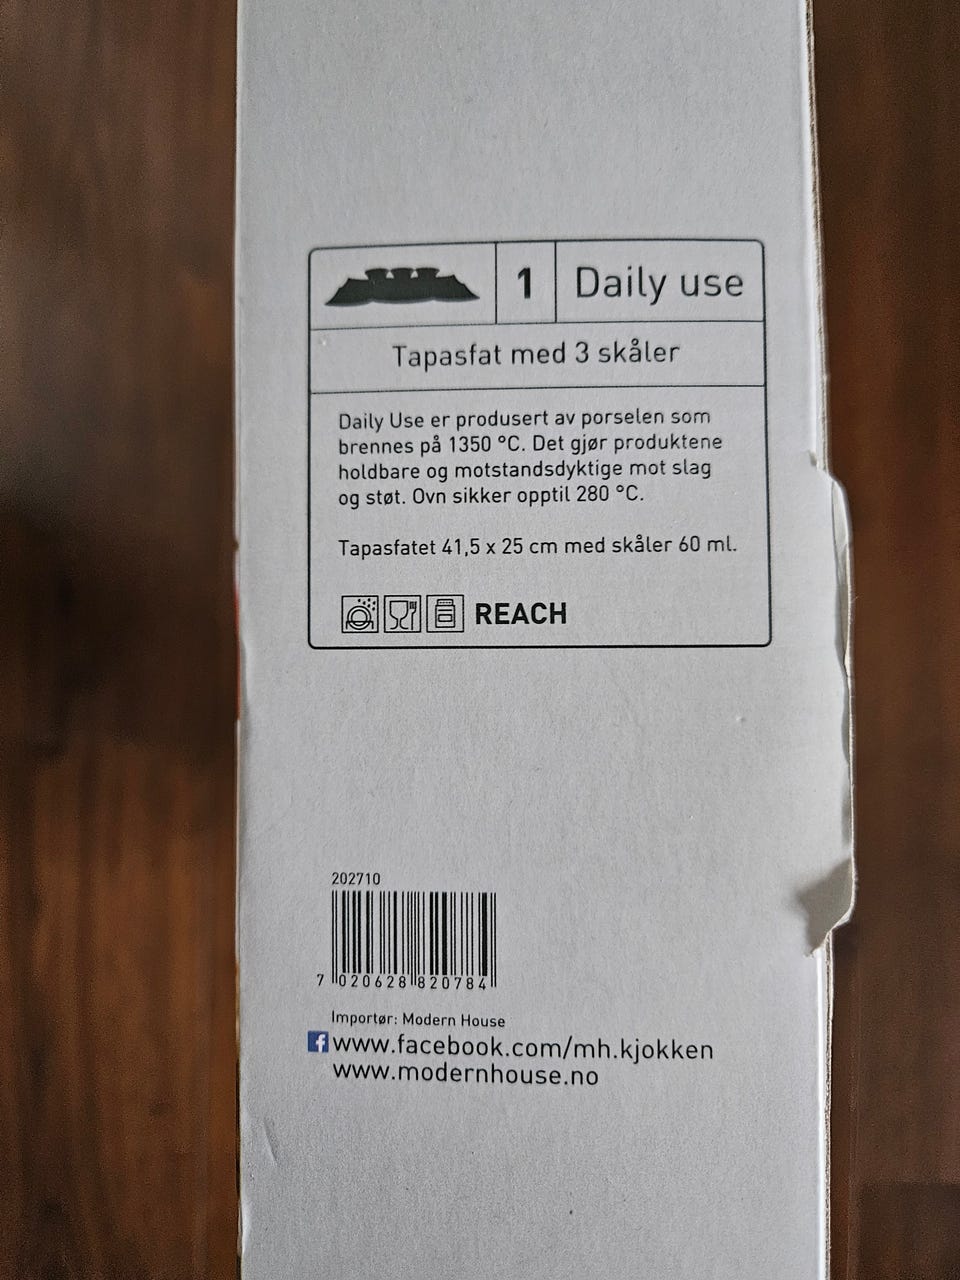 1 Daily use
Tapasfat med 3 skåler
Daily Use er produsert av porselen som
brennes på 1350 °C. Det gjør produktene
holdbare og motstandsdyktige mot slag
og støt. Ovn sikker opptil 280 °C.
Tapasfatet 41,5 x 25 cm med skåler 60 ml.
REACH
202710
7 020628 820784
Importør: Modern House
f www.facebook.com/mh.kjokken
www.modernhouse.no